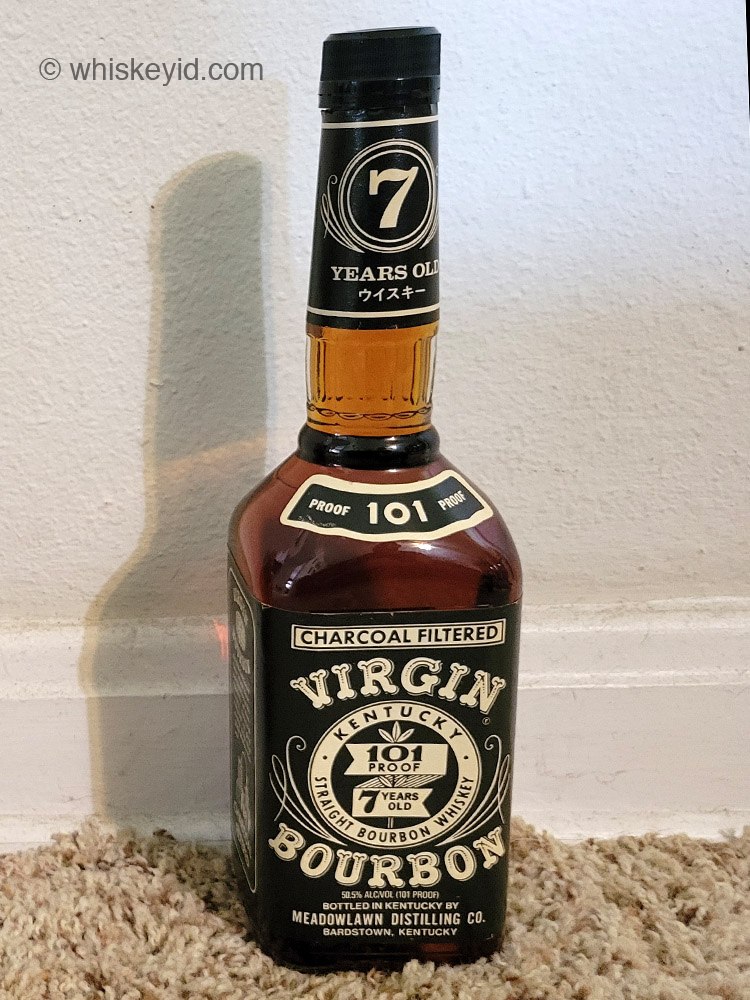 © whiskeyid.com
7
YEARS OLD
ウイスキー
PROOF 101 PROOF
CHARCOAL FILTERED
VIRGIN
KENTUCKY
101
PROOF
7 YEARS
OLD
STRAIGHT BOURBON WHISKEY
BOURBON
50.5% ALC/VOL (101 PROOF)
BOTTLED IN KENTUCKY BY
MEADOWLAWN DISTILLING CO.
BARDSTOWN, KENTUCKY